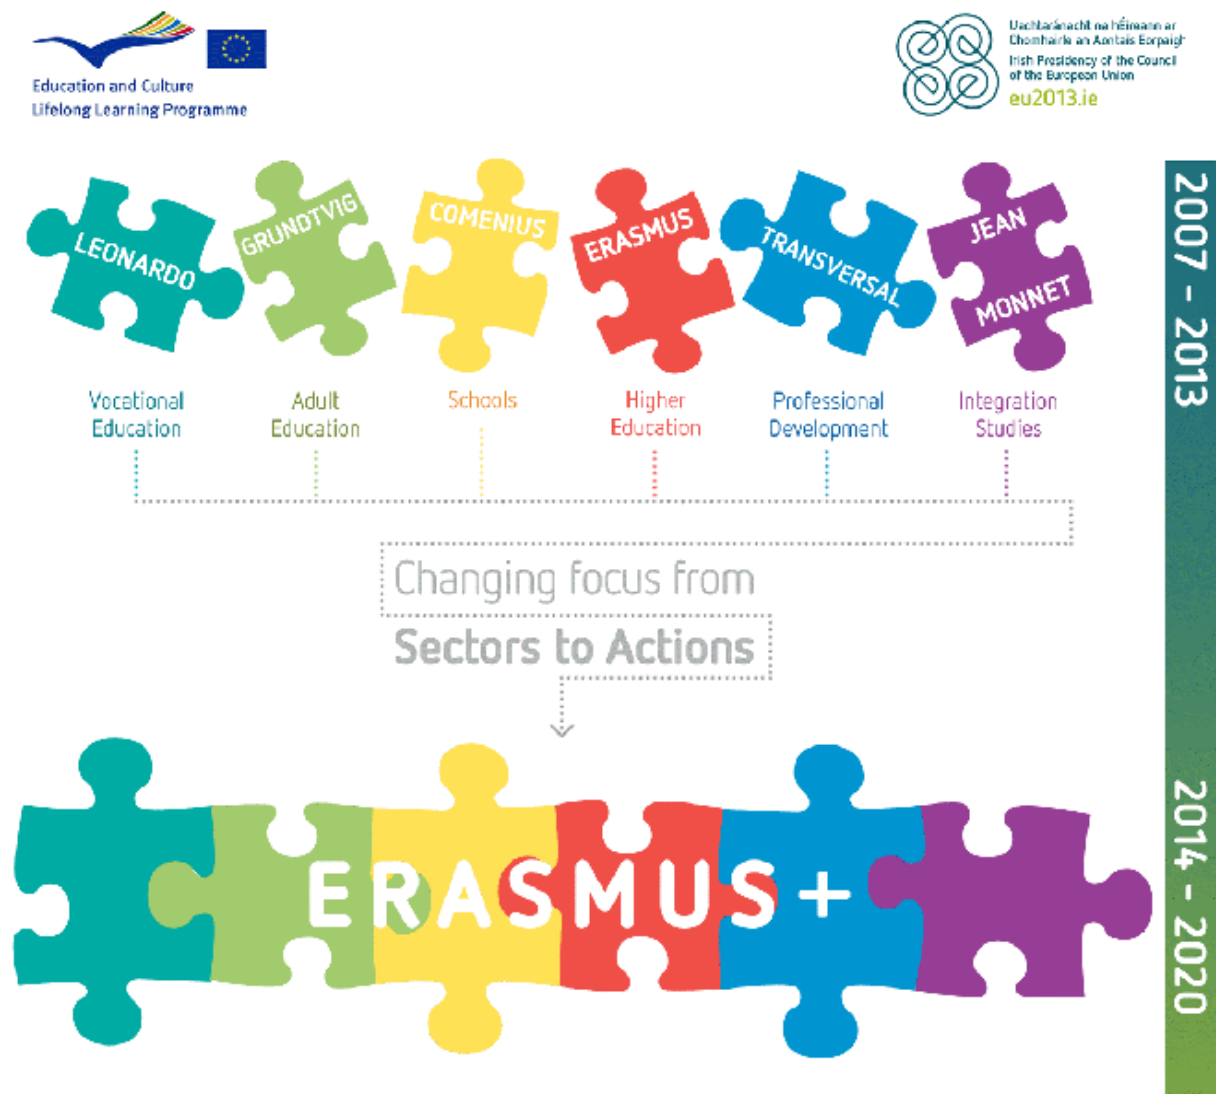 Education and Culture
Lifelong Learning Programme
Uachtaránacht na hÉireann ar
Chomhairle an Aontais Eorpaigh
Irish Presidency of the Council
of the European Union
eu2013.ie
LEONARDO
GRUNDTVIG
COMENIUS
ERASMUS
TRANSVERSAL
JEAN
MONNET
2007 - 2013
Vocational
Education
Adult
Education
Schools
Higher
Education
Professional
Development
Integration
Studies
Changing focus from
Sectors to Actions
ERASMUS+
2014 - 2020